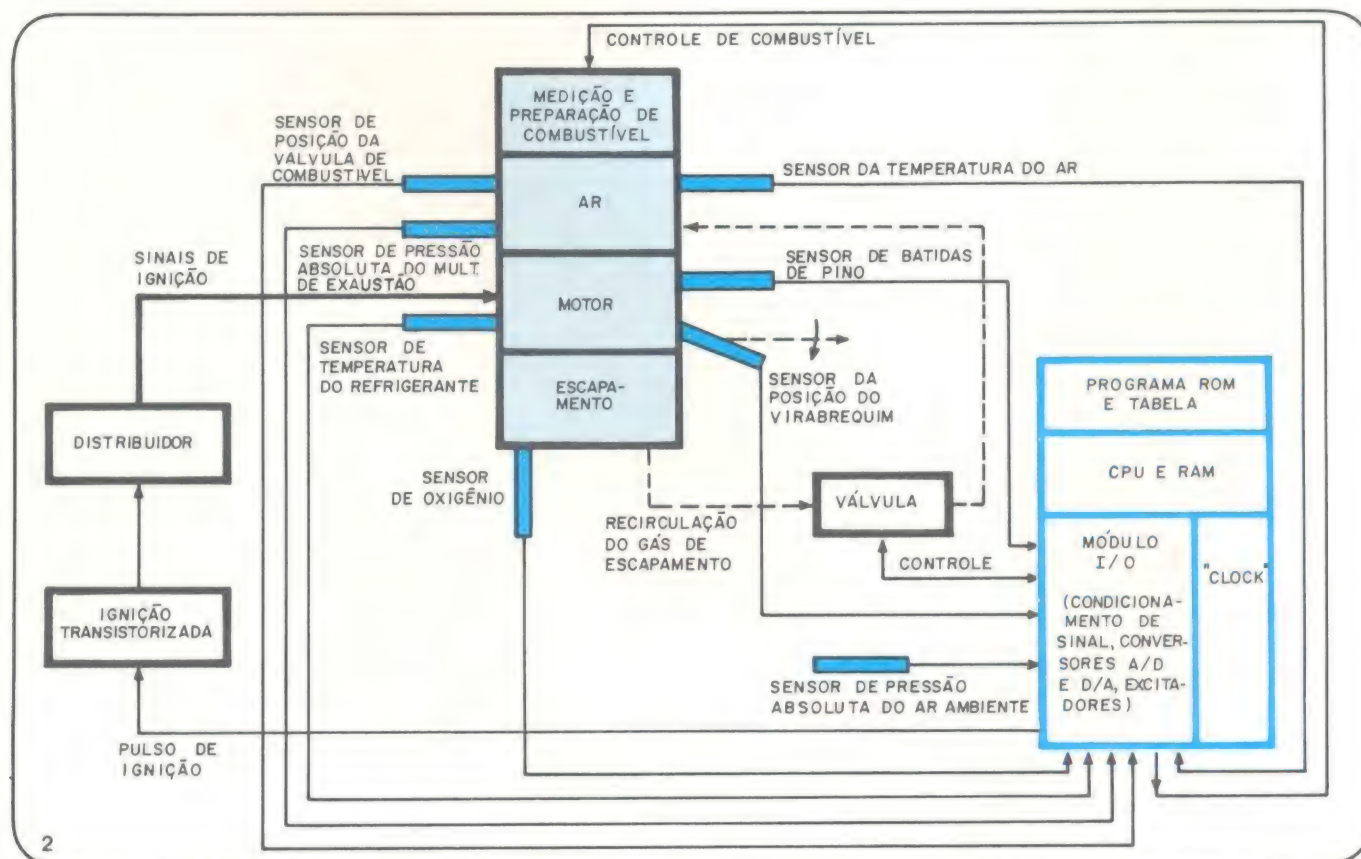 CONTROLE DE COMBUSTÍVEL
MEDIÇÃO E
PREPARAÇÃO DE
COMBUSTÍVEL
SENSOR DE
POSIÇÃO DA
VÁLVULA DE
COMBUSTIVEL
SENSOR DA TEMPERATURA DO AR
AR
SINAIS DE
IGNIÇÃO
SENSOR DE PRESSÃO
ABSOLUTA DO MULT.
DE EXAUSTÃO
SENSOR DE BATIDAS
DE PINO
MOTOR
SENSOR DE
TEMPERATURA
DO REFRIGERANTE
SENSOR DA
POSIÇÃO DO
VIRABREQUIM
ESCAPA-
MENTO
PROGRAMA ROM
E TABELA
DISTRIBUIDOR
CPU E RAM
SENSOR
DE OXIGÊNIO
VÁLVULA
RECIRCULAÇÃO
DO GÁS DE
ESCAPAMENTO
CONTROLE
MÓDULO
I/O
(CONDICIONA-
MENTO DE
SINAL, CONVER-
SORES A/D
E D/A, EXCITA-
DORES)
"CLOCK"
IGNIÇÃO
TRANSISTORIZADA
SENSOR DE PRESSÃO
ABSOLUTA DO AR AMBIENTE
PULSO DE
IGNIÇÃO
2